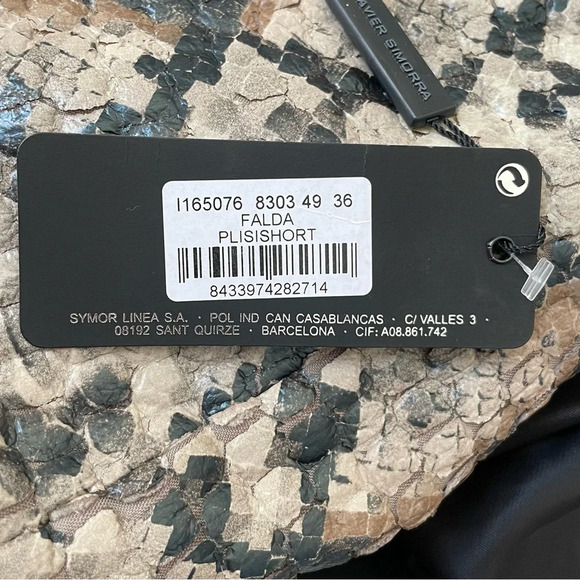 AVIER SIMORRA
I165076 8303 49 36
FALDA
PLISISHORT
8433974282714
SYMOR LINEA S.A. · POL IND CAN CASABLANCAS · C/ VALLES 3 ·
08192 SANT QUIRZE · BARCELONA · CIF: A08.861.742